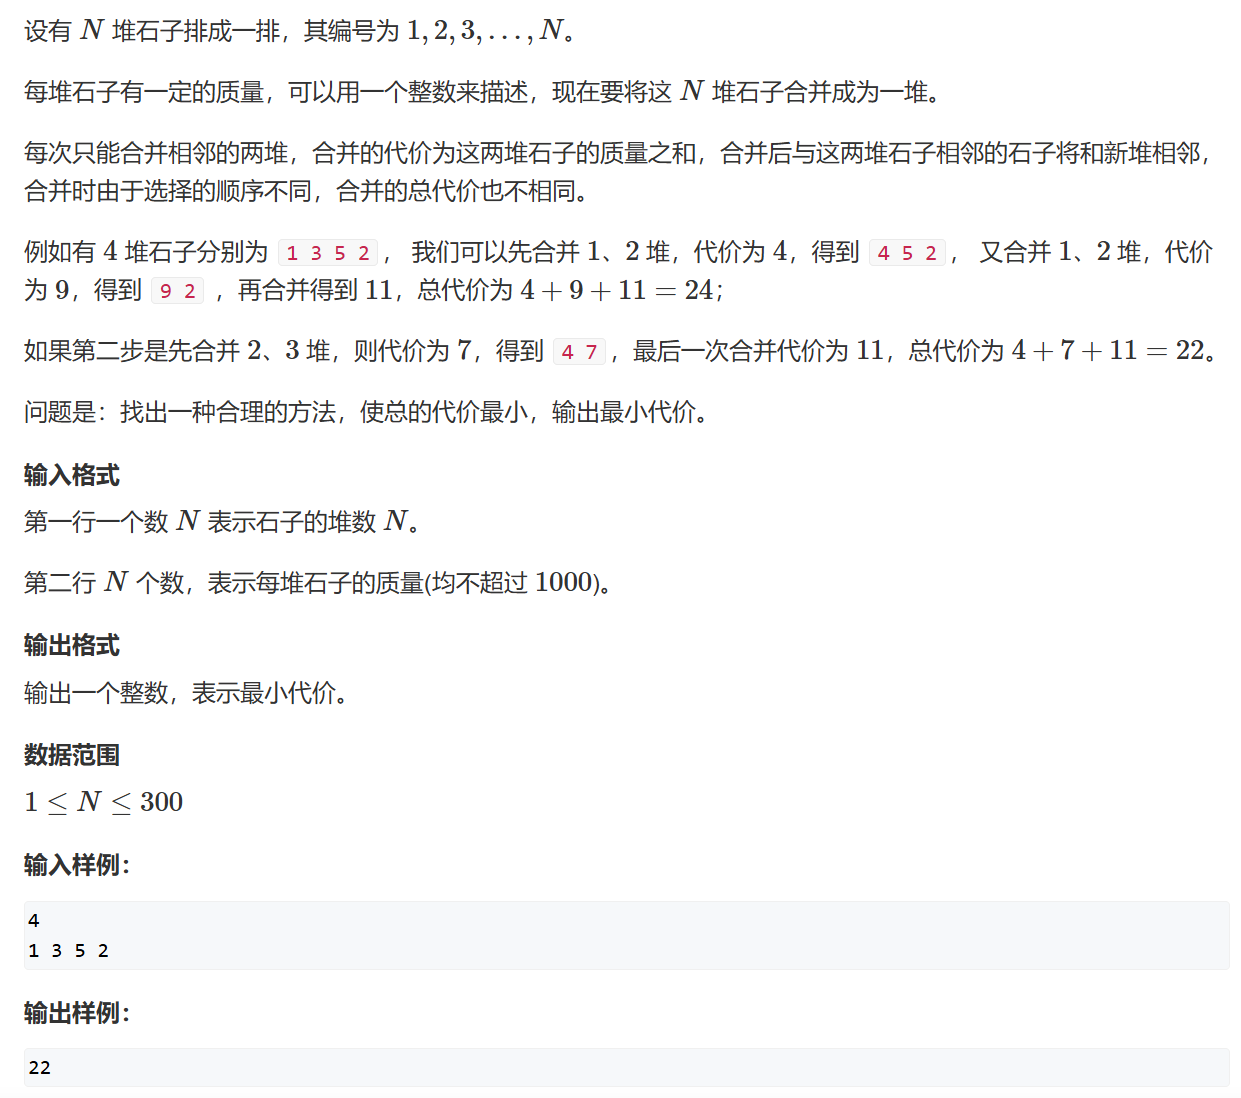 设有 N 堆石子排成一排，其编号为 1,2,3,…,N。
每堆石子有一定的质量，可以用一个整数来描述，现在要将这 N 堆石子合并成为一堆。
每次只能合并相邻的两堆，合并的代价为这两堆石子的质量之和，合并后与这两堆石子相邻的石子将和新堆相邻，
合并时由于选择的顺序不同，合并的总代价也不相同。
例如有 4 堆石子分别为 1 3 5 2 ， 我们可以先合并 1、2 堆，代价为 4，得到 4 5 2 ， 又合并 1、2 堆，代价
为 9，得到 9 2 ，再合并得到 11，总代价为 4 + 9 + 11 = 24；
如果第二步是先合并 2、3 堆，则代价为 7，得到 4 7 ，最后一次合并代价为 11，总代价为 4 + 7 + 11 = 22。
问题是：找出一种合理的方法，使总的代价最小，输出最小代价。
输入格式
第一行一个数 N 表示石子的堆数 N。
第二行 N 个数，表示每堆石子的质量(均不超过 1000)。
输出格式
输出一个整数，表示最小代价。
数据范围
1 ≤ N ≤ 300
输入样例：
4
1 3 5 2
输出样例：
22